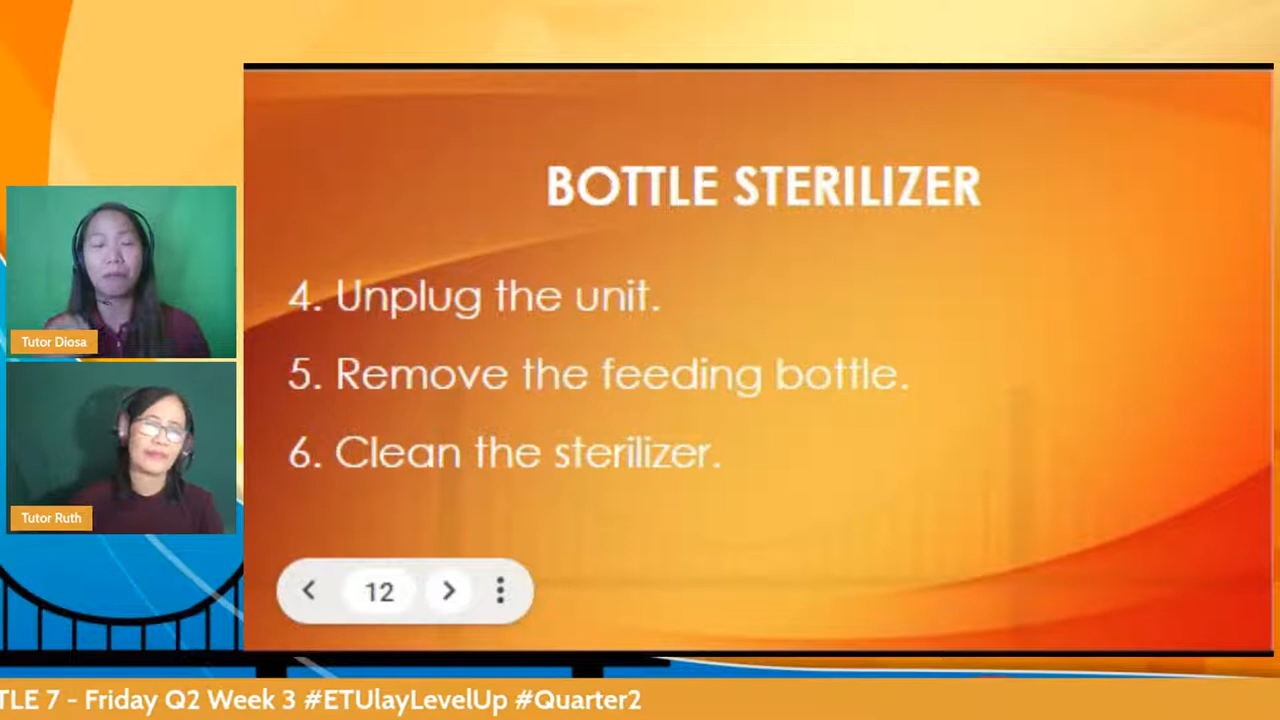 BOTTLE STERILIZER
4. Unplug the unit.
5. Remove the feeding bottle.
6. Clean the sterilizer.
12
Tutor Diosa
Tutor Ruth
TLE 7 - Friday Q2 Week 3 #ETUlayLevelUp #Quarter2